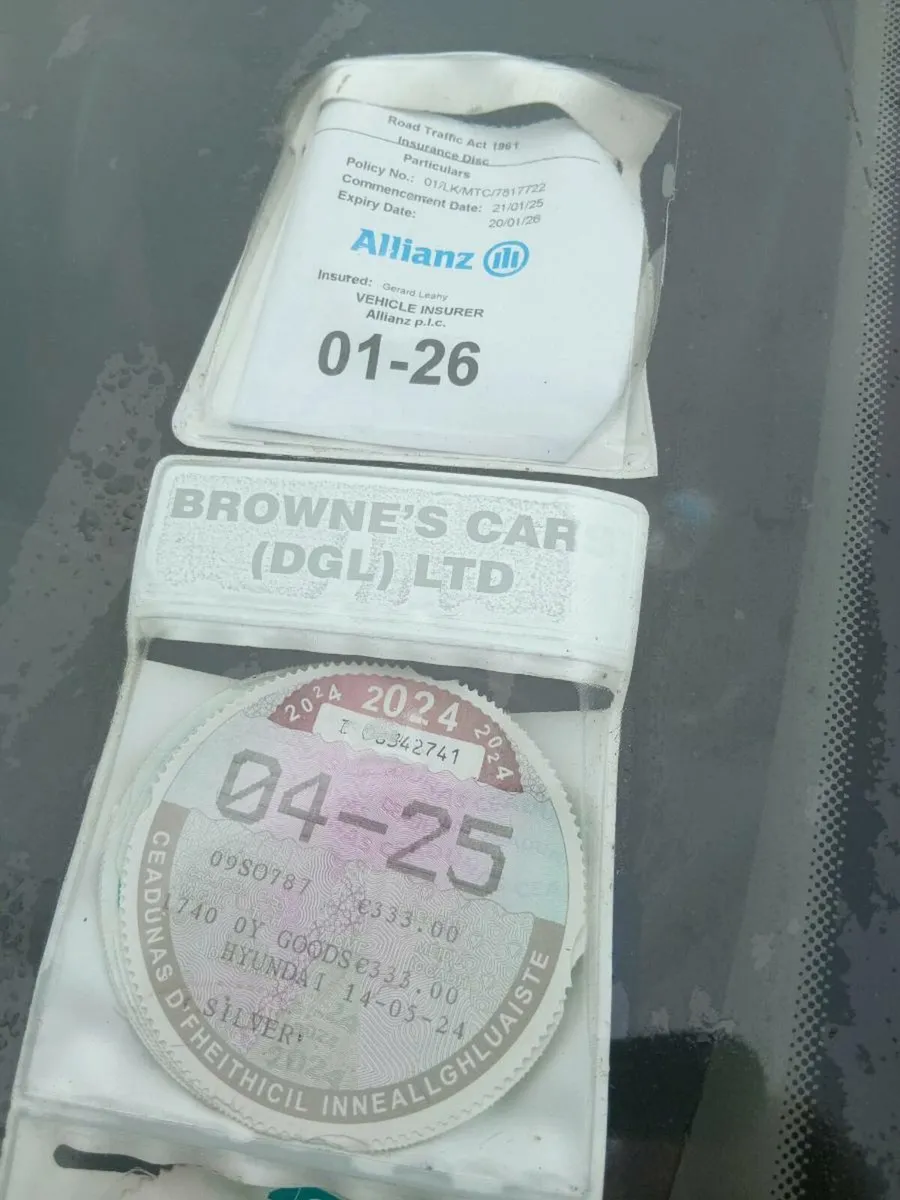 Road Traffic Act 1961
Insurance Disc
Particulars
Policy No.: 01/LK/MTC/7817722
Commencement Date: 21/01/25
Expiry Date: 20/01/26
Allianz
Insured: Gerard Leahy
VEHICLE INSURER
Allianz p.l.c.
01-26
BROWNE'S CARS
(DGL) LTD
2024 2024 2024
04-25
09SO787
€333.00
1740 0Y GOODS €333.00
HYUNDAI 14-05-24
SILVER
CEADÚNAS D'FHEITHICIL INNEALLGHLUAISTE